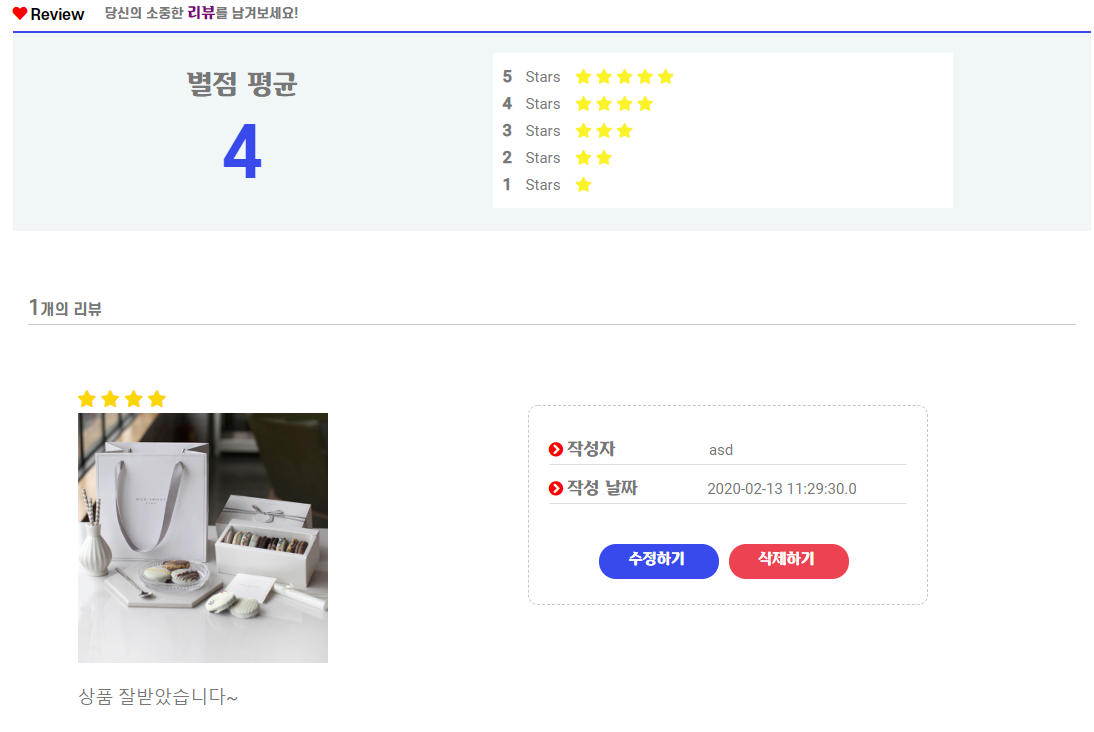 Review 당신의 소중한 리뷰를 남겨보세요!
별점 평균
4
5 Stars
4 Stars
3 Stars
2 Stars
1 Stars
1개의 리뷰
작성자 asd
작성 날짜 2020-02-13 11:29:30.0
수정하기 삭제하기
상품 잘받았습니다~